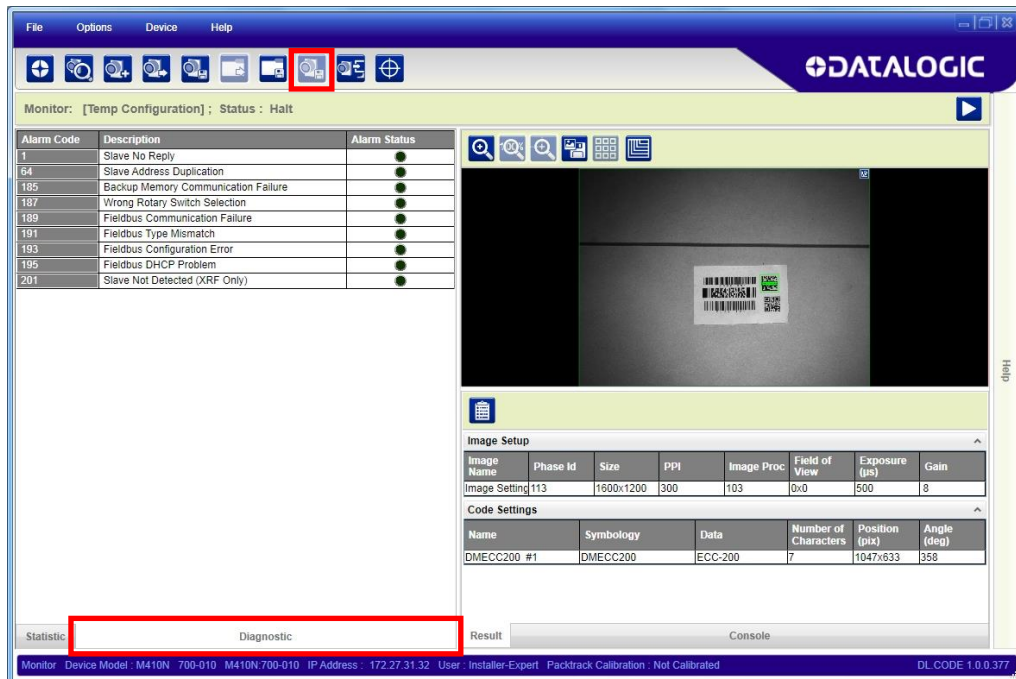 File Options Device Help
DATALOGIC
Monitor: [Temp Configuration] ; Status : Halt
Alarm Code Description Alarm Status
1 Slave No Reply
64 Slave Address Duplication
185 Backup Memory Communication Failure
187 Wrong Rotary Switch Selection
189 Fieldbus Communication Failure
191 Fieldbus Type Mismatch
193 Fieldbus Configuration Error
195 Fieldbus DHCP Problem
201 Slave Not Detected (XRF Only)
Help
Image Setup
Image Name Phase Id Size PPI Image Proc Field of View Exposure (µs) Gain
Image Setting 113 1600x1200 300 103 0x0 500 8
Code Settings
Name Symbology Data Number of Characters Position (pix) Angle (deg)
DMECC200 #1 DMECC200 ECC-200 7 1047x633 358
Statistic Diagnostic Result Console
Monitor Device Model : M410N 700-010 M410N:700-010 IP Address : 172.27.31.32 User : Installer-Expert Packtrack Calibration : Not Calibrated DL.CODE 1.0.0.377